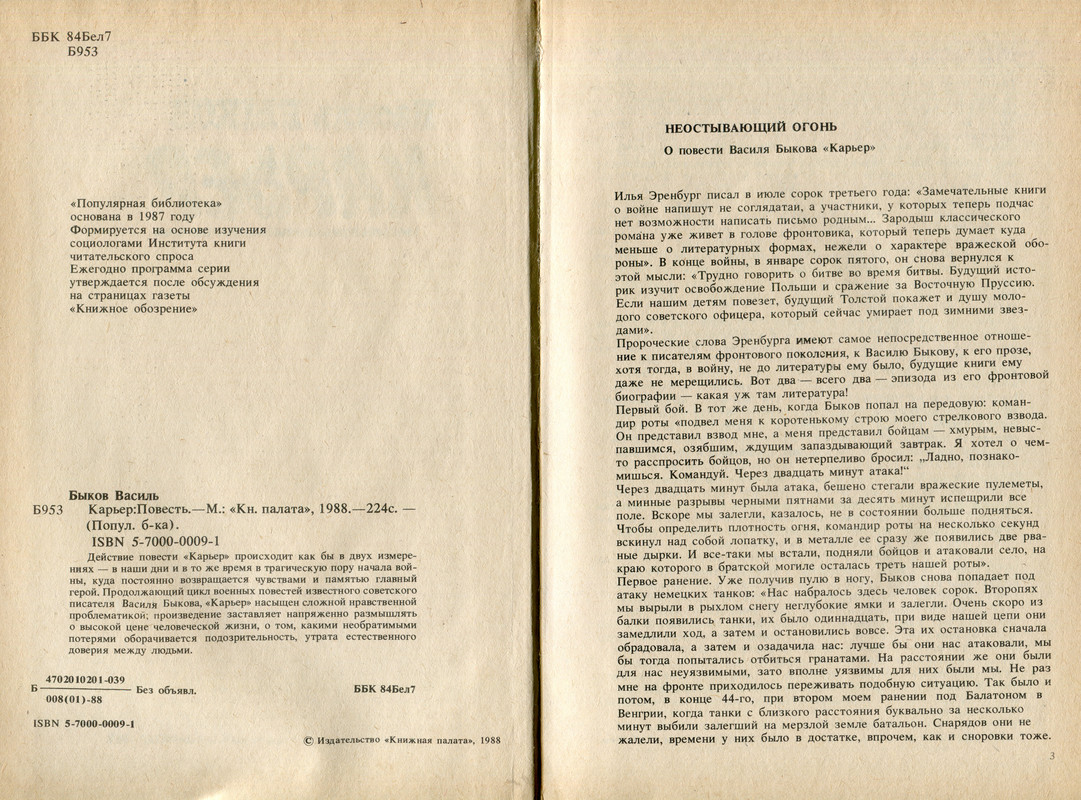 ББК 84Бел7
Б953
«Популярная библиотека»
основана в 1987 году
Формируется на основе изучения
социологами Института книги
читательского спроса
Ежегодно программа серии
утверждается после обсуждения
на страницах газеты
«Книжное обозрение»
Быков Василь
Б953 Карьер:Повесть.—М.: «Кн. палата», 1988.—224с. —
(Попул. б-ка).
ISBN 5-7000-0009-1
Действие повести «Карьер» происходит как бы в двух измере-
ниях — в наши дни и в то же время в трагическую пору начала вой-
ны, куда постоянно возвращается чувствами и памятью главный
герой. Продолжающий цикл военных повестей известного советского
писателя Василя Быкова, «Карьер» насыщен сложной нравственной
проблематикой; произведение заставляет напряженно размышлять
о высокой цене человеческой жизни, о том, какими необратимыми
потерями оборачивается подозрительность, утрата естественного
доверия между людьми.
4702010201-039
Б Без объявл. ББК 84Бел7
008(01)-88
ISBN 5-7000-0009-1
© Издательство «Книжная палата», 1988
НЕОСТЫВАЮЩИЙ ОГОНЬ
О повести Василя Быкова «Карьер»
Илья Эренбург писал в июле сорок третьего года: «Замечательные книги
о войне напишут не соглядатаи, а участники, у которых теперь подчас
нет возможности написать письмо родным... Зародыш классического
романа уже живет в голове фронтовика, который теперь думает куда
меньше о литературных формах, нежели о характере вражеской обо-
роны». В конце войны, в январе сорок пятого, он снова вернулся к
этой мысли: «Трудно говорить о битве во время битвы. Будущий исто-
рик изучит освобождение Польши и сражение за Восточную Пруссию.
Если нашим детям повезет, будущий Толстой покажет и душу моло-
дого советского офицера, который сейчас умирает под зимними звез-
дами».
Пророческие слова Эренбурга имеют самое непосредственное отноше-
ние к писателям фронтового поколения, к Василю Быкову, к его прозе,
хотя тогда, в войну, не до литературы ему было, будущие книги ему
даже не мерещились. Вот два — всего два — эпизода из его фронтовой
биографии — какая уж там литература!
Первый бой. В тот же день, когда Быков попал на передовую: коман-
дир роты «подвел меня к коротенькому строю моего стрелкового взвода.
Он представил взвод мне, а меня представил бойцам — хмурым, невыс-
павшимся, озябшим, ждущим запаздывающий завтрак. Я хотел о чем-
то расспросить бойцов, но он нетерпеливо бросил: „Ладно, познако-
мишься. Командуй. Через двадцать минут атака!“
Через двадцать минут была атака, бешено стегали вражеские пулеметы,
а минные разрывы черными пятнами за десять минут испещрили все
поле. Вскоре мы залегли, казалось, не в состоянии больше подняться.
Чтобы определить плотность огня, командир роты на несколько секунд
вскинул над собой лопатку, и в металле ее сразу же появились две рва-
ные дырки. И все-таки мы встали, подняли бойцов и атаковали село, на
краю которого в братской могиле осталась треть нашей роты».
Первое ранение. Уже получив пулю в ногу, Быков снова попадает под
атаку немецких танков: «Нас набралось здесь человек сорок. Второпях
мы вырыли в рыхлом снегу неглубокие ямки и залегли. Очень скоро из
балки появились танки, их было одиннадцать, при виде нашей цепи они
замедлили ход, а затем и остановились вовсе. Эта их остановка сначала
обрадовала, а затем и озадачила нас: лучше бы они нас атаковали, мы
бы тогда попытались отбиться гранатами. На расстоянии же они были
для нас неуязвимыми, зато вполне уязвимы для них были мы. Не раз
мне на фронте приходилось переживать подобную ситуацию. Так было и
потом, в конце 44-го, при втором моем ранении под Балатоном в
Венгрии, когда танки с близкого расстояния буквально за несколько
минут выбили залегший на мерзлой земле батальон. Снарядов они не
жалели, времени у них было в достатке, впрочем, как и сноровки тоже.
3